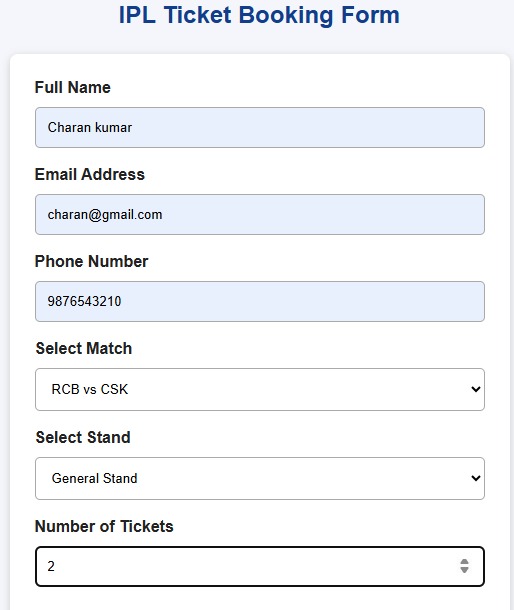 IPL Ticket Booking Form
Full Name
Charan kumar
Email Address
charan@gmail.com
Phone Number
9876543210
Select Match
RCB vs CSK
Select Stand
General Stand
Number of Tickets
2